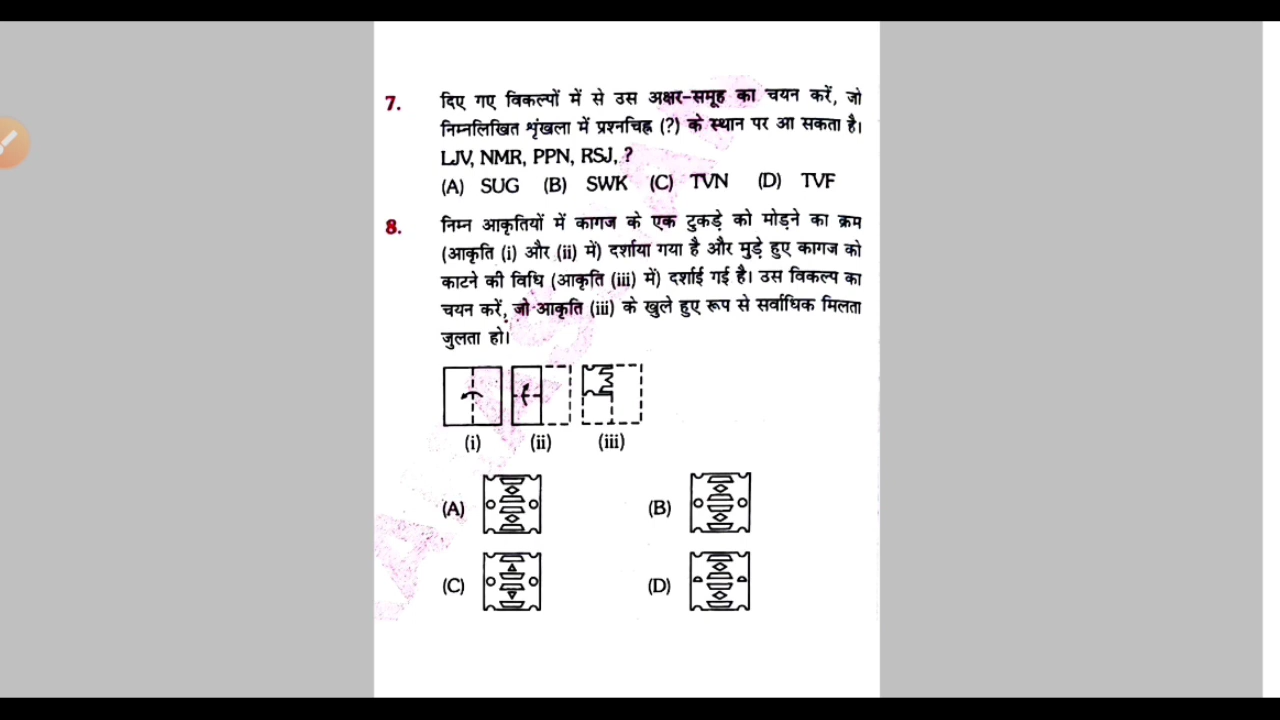 7. दिए गए विकल्पों में से उस अक्षर-समूह का चयन करें, जो
निम्नलिखित शृंखला में प्रश्नचिह्न (?) के स्थान पर आ सकता है।
LJV, NMR, PPN, RSJ, ?
(A) SUG (B) SWK (C) TVN (D) TVF
8. निम्न आकृतियों में कागज के एक टुकड़े को मोड़ने का क्रम
(आकृति (i) और (ii) में) दर्शाया गया है और मुड़े हुए कागज को
काटने की विधि (आकृति (iii) में) दर्शाई गई है। उस विकल्प का
चयन करें, जो आकृति (iii) के खुले हुए रूप से सर्वाधिक मिलता
जुलता हो।
(i) (ii) (iii)
(A) (B)
(C) (D)